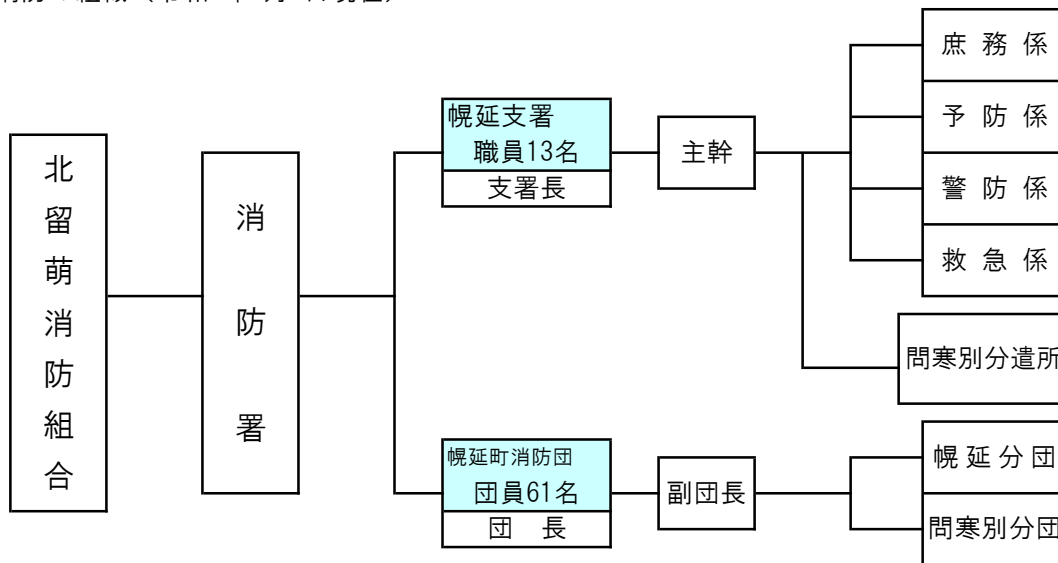 北留萌消防組合
消防署
幌延支署
職員13名
支署長
主幹
庶務係
予防係
警防係
救急係
問寒別分遣所
幌延町消防団
団員61名
団長
副団長
幌延分団
問寒別分団